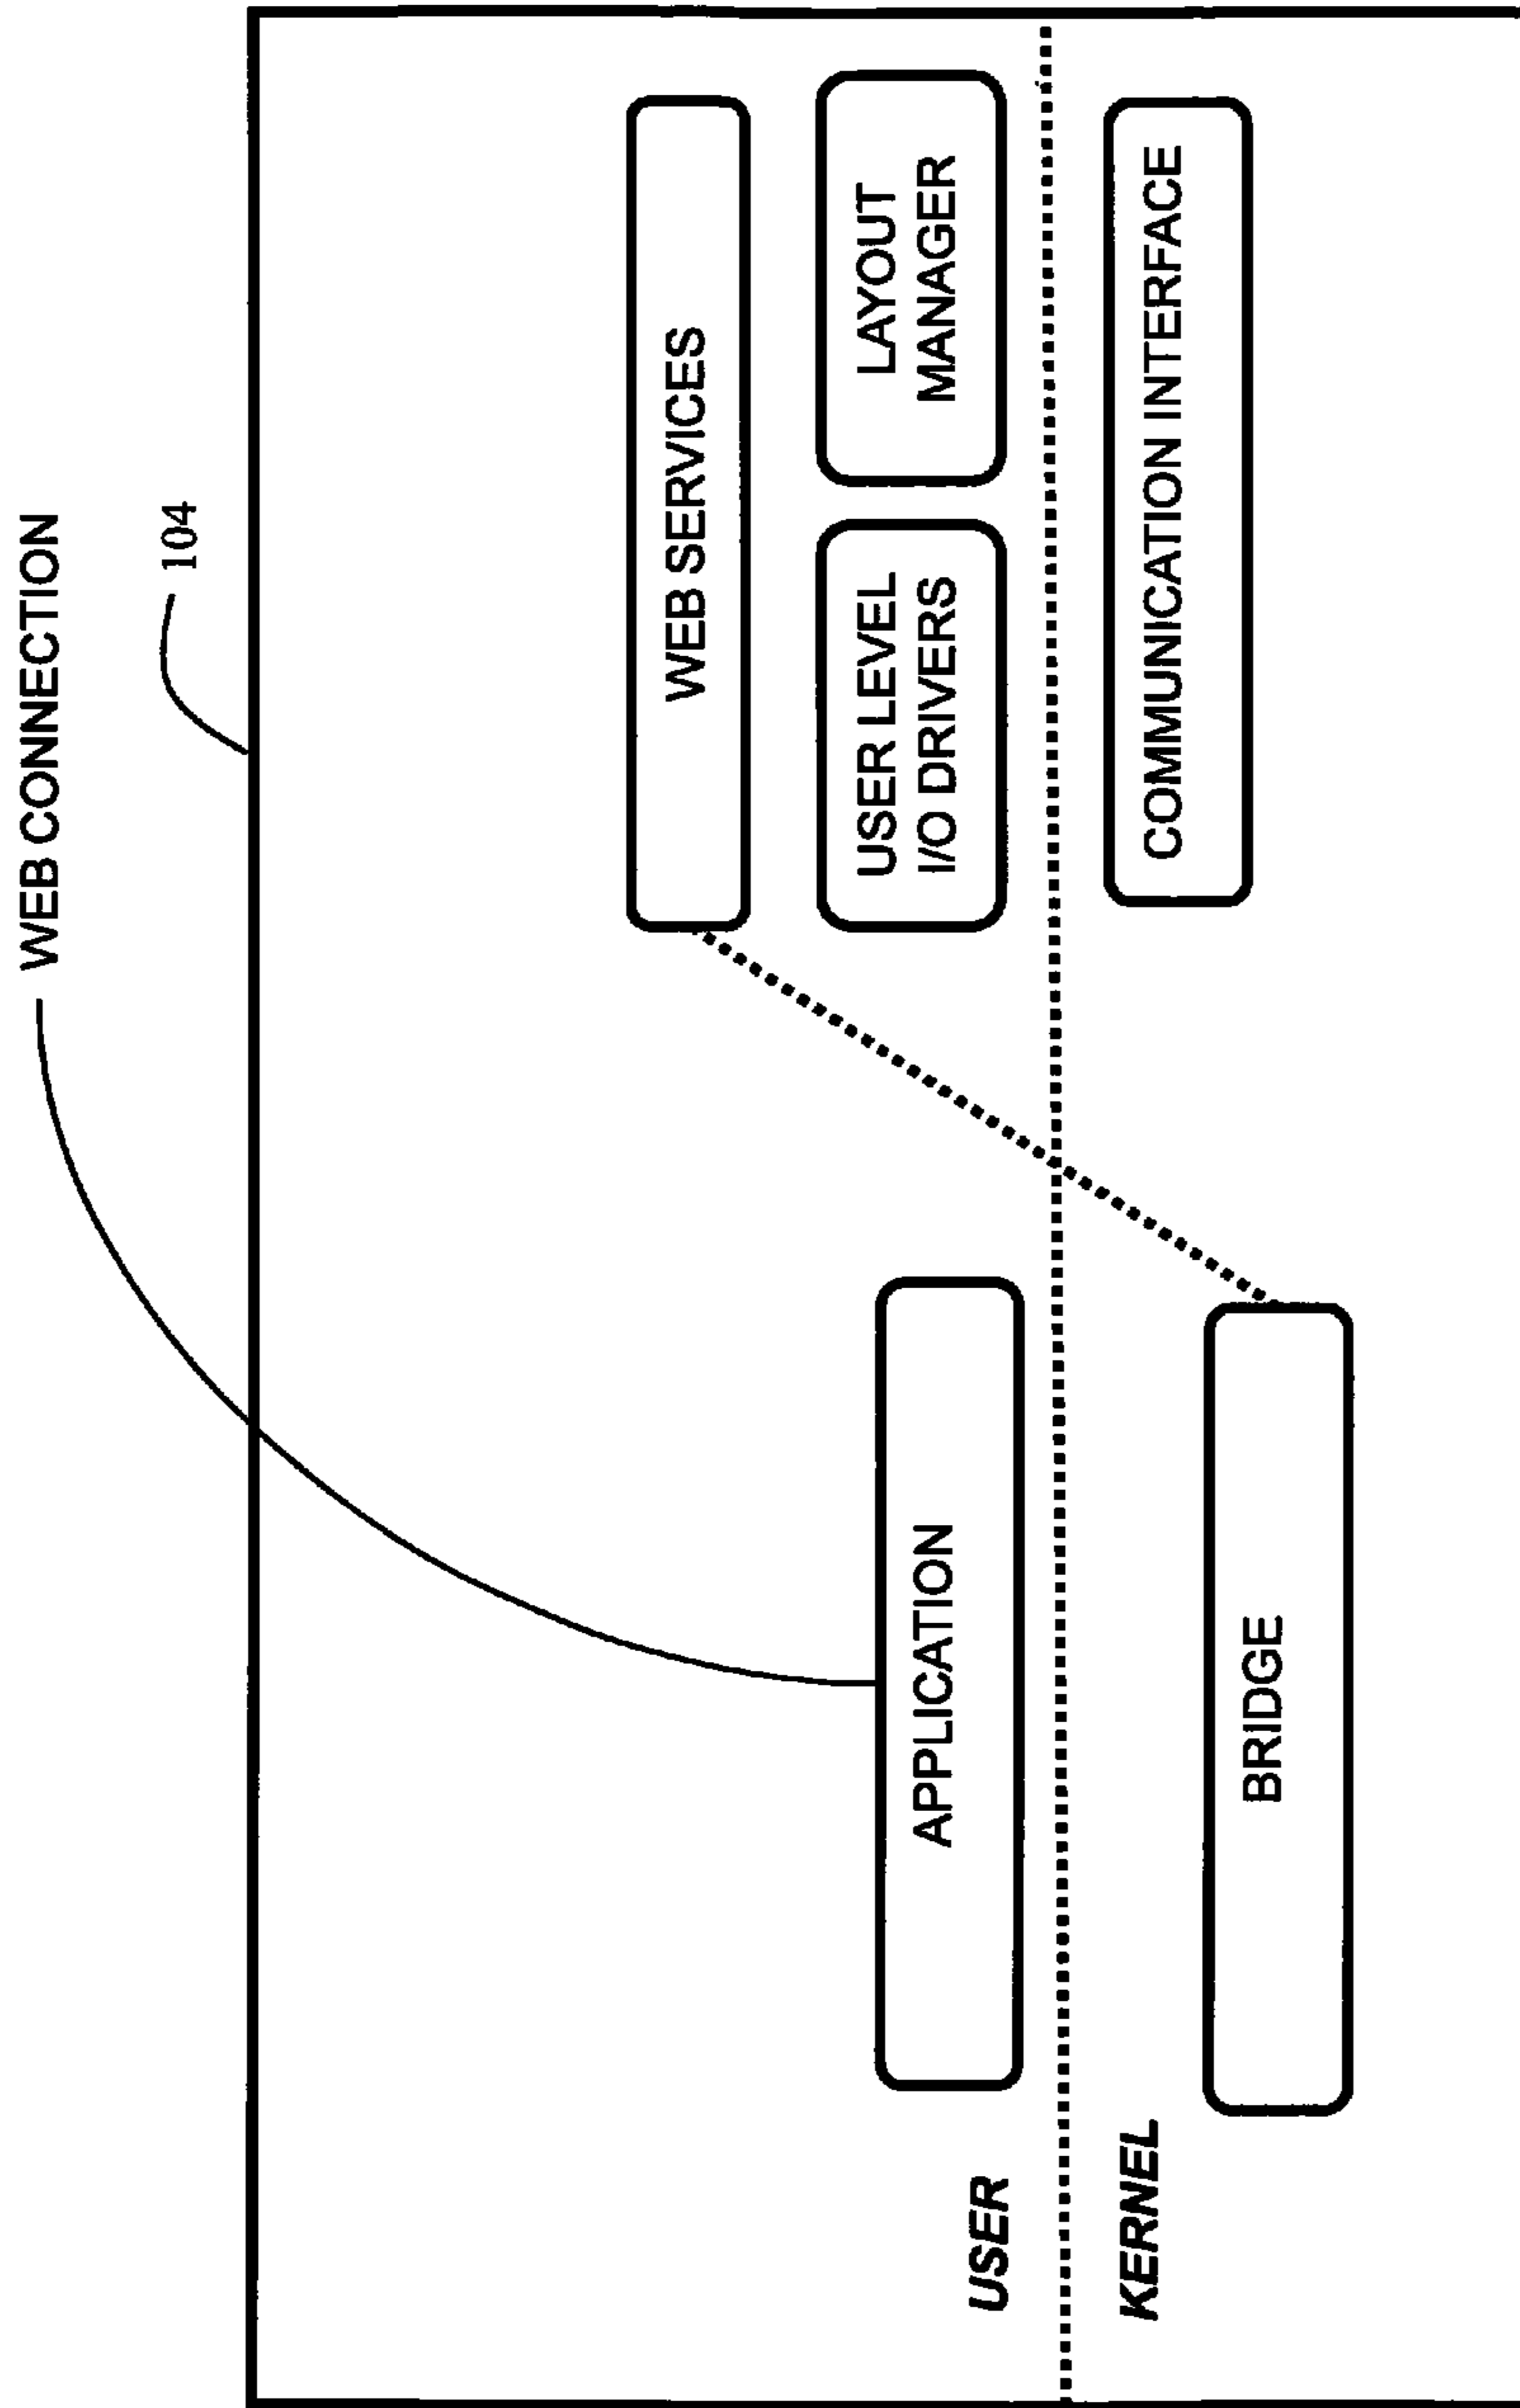 WEB CONNECTION
104
WEB SERVICES
USER LEVEL
I/O DRIVERS
LAYOUT
MANAGER
APPLICATION
USER
KERNEL
COMMUNICATION INTERFACE
BRIDGE